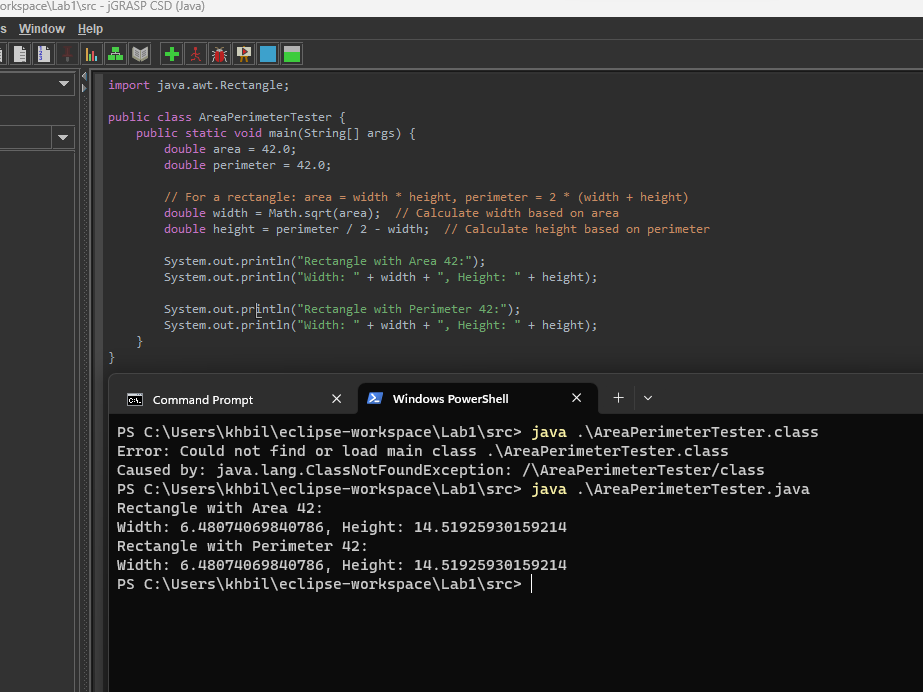 orkspace\Lab1\src - jGRASP CSD (Java)
s Window Help
import java.awt.Rectangle;
public class AreaPerimeterTester {
public static void main(String[] args) {
double area = 42.0;
double perimeter = 42.0;
// For a rectangle: area = width * height, perimeter = 2 * (width + height)
double width = Math.sqrt(area);  // Calculate width based on area
double height = perimeter / 2 - width;  // Calculate height based on perimeter
System.out.println("Rectangle with Area 42:");
System.out.println("Width: " + width + ", Height: " + height);
System.out.println("Rectangle with Perimeter 42:");
System.out.println("Width: " + width + ", Height: " + height);
}
}
Command Prompt
Windows PowerShell
PS C:\Users\khbil\eclipse-workspace\Lab1\src> java .\AreaPerimeterTester.class
Error: Could not find or load main class .\AreaPerimeterTester.class
Caused by: java.lang.ClassNotFoundException: /\AreaPerimeterTester/class
PS C:\Users\khbil\eclipse-workspace\Lab1\src> java .\AreaPerimeterTester.java
Rectangle with Area 42:
Width: 6.48074069840786, Height: 14.51925930159214
Rectangle with Perimeter 42:
Width: 6.48074069840786, Height: 14.51925930159214
PS C:\Users\khbil\eclipse-workspace\Lab1\src>